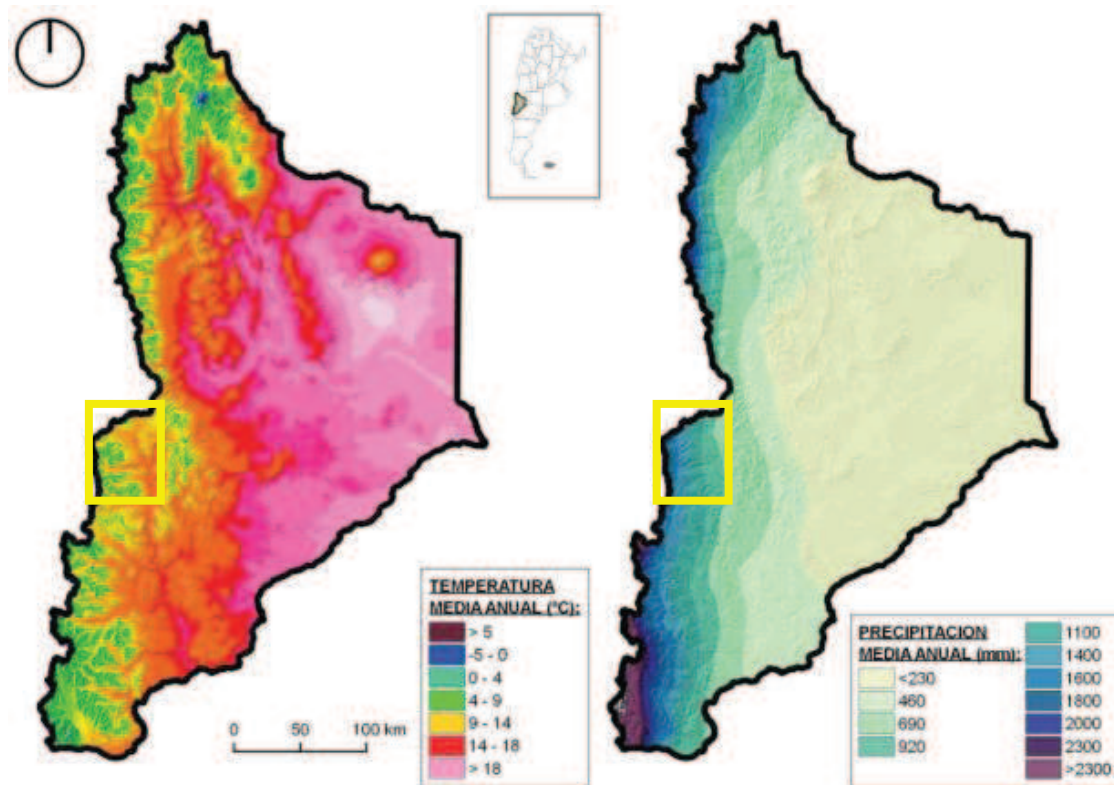 TEMPERATURA
MEDIA ANUAL (°C):
> 5
-5 - 0
0 - 4
4 - 9
9 - 14
14 - 18
> 18
0 50 100 km
PRECIPITACION
MEDIA ANUAL (mm):
<230
460
690
920
1100
1400
1600
1800
2000
2300
>2300